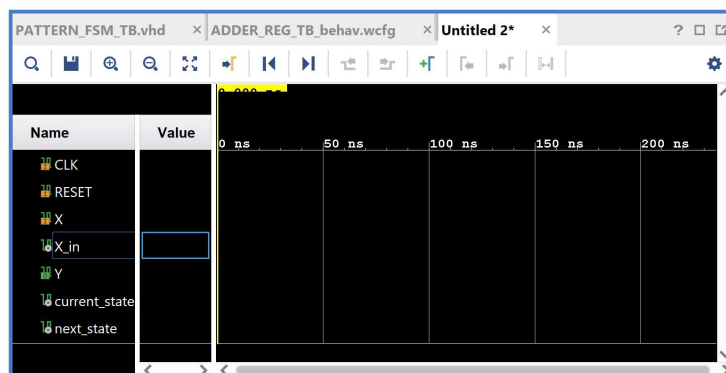 PATTERN_FSM_TB.vhd × ADDER_REG_TB_behav.wcfg × Untitled 2* ×
Name Value
0 ns 50 ns 100 ns 150 ns 200 ns
CLK
RESET
X
X_in
Y
current_state
next_state